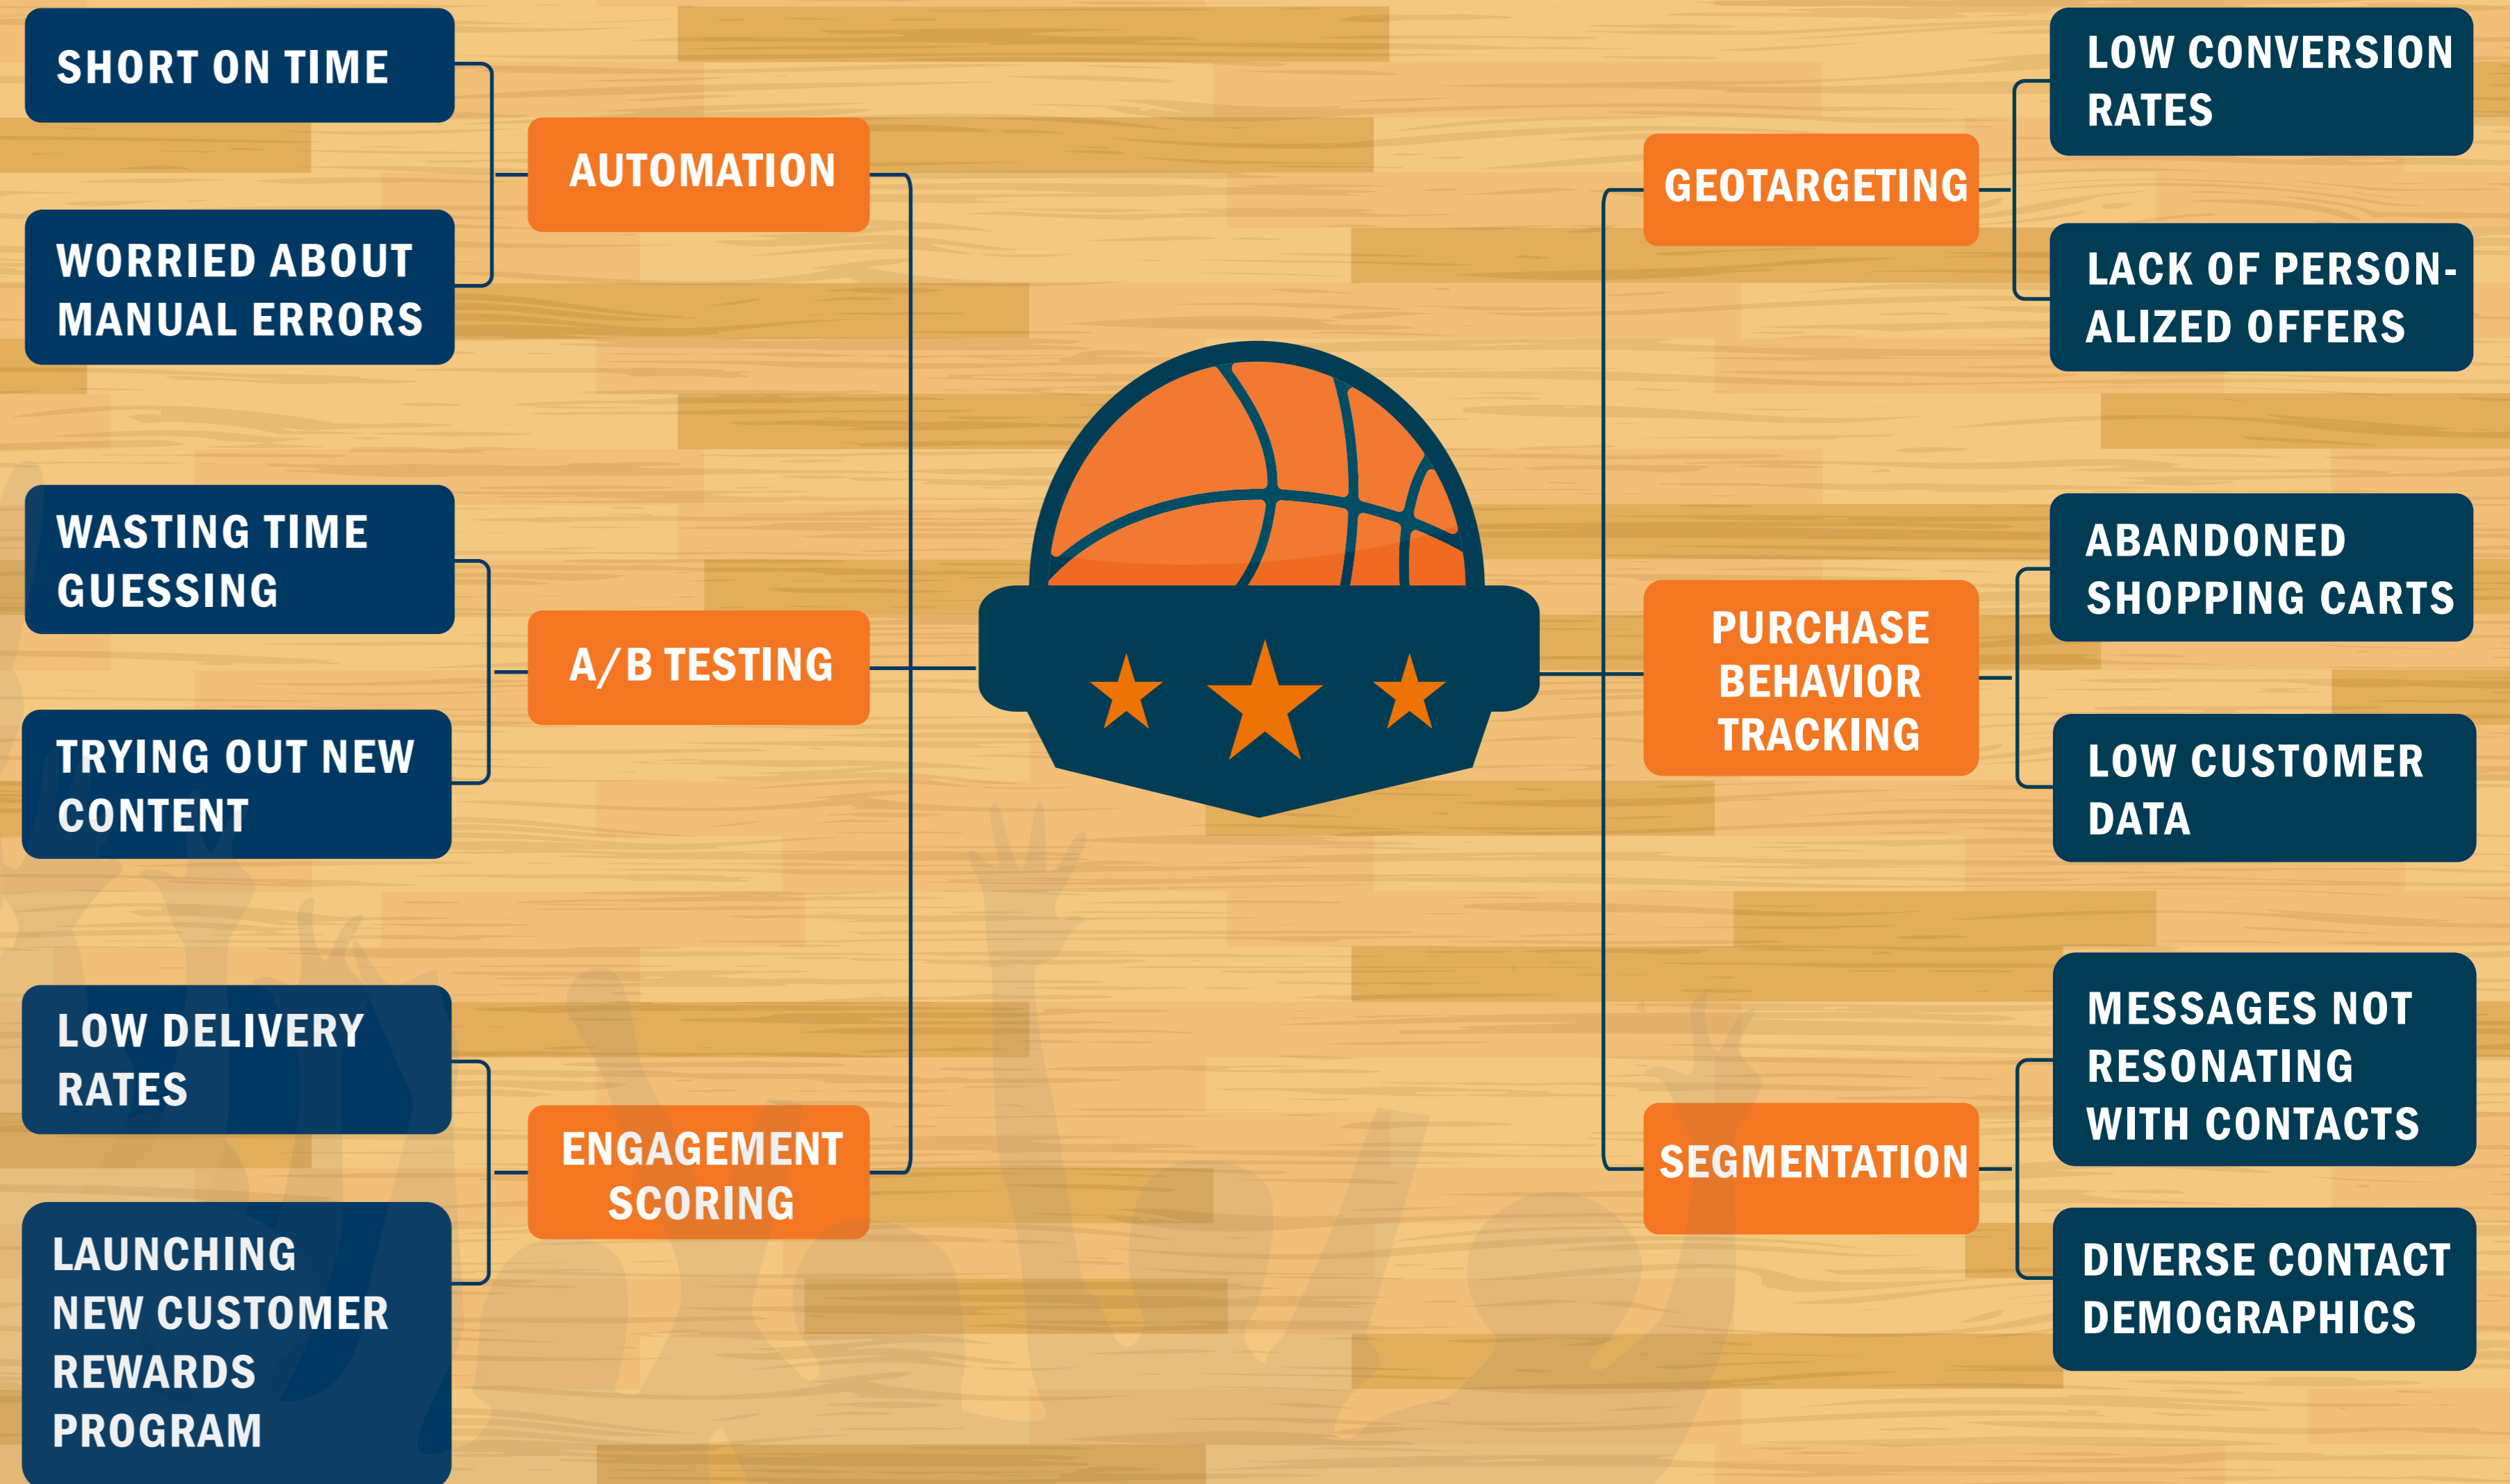 SHORT ON TIME
WORRIED ABOUT
MANUAL ERRORS
AUTOMATION
WASTING TIME
GUESSING
TRYING OUT NEW
CONTENT
A/B TESTING
LOW DELIVERY
RATES
LAUNCHING
NEW CUSTOMER
REWARDS
PROGRAM
ENGAGEMENT
SCORING
GEOTARGETING
LOW CONVERSION
RATES
LACK OF PERSON-
ALIZED OFFERS
PURCHASE
BEHAVIOR
TRACKING
ABANDONED
SHOPPING CARTS
LOW CUSTOMER
DATA
SEGMENTATION
MESSAGES NOT
RESONATING
WITH CONTACTS
DIVERSE CONTACT
DEMOGRAPHICS